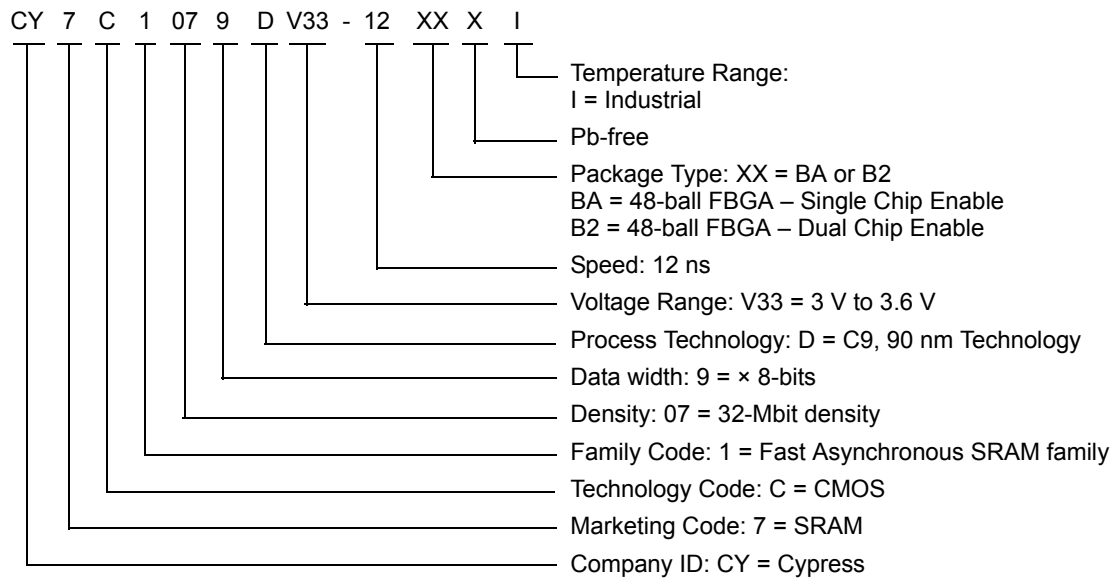 CY 7 C 1 07 9 D V33 - 12 XX X I
Temperature Range:
I = Industrial
Pb-free
Package Type: XX = BA or B2
BA = 48-ball FBGA – Single Chip Enable
B2 = 48-ball FBGA – Dual Chip Enable
Speed: 12 ns
Voltage Range: V33 = 3 V to 3.6 V
Process Technology: D = C9, 90 nm Technology
Data width: 9 = × 8-bits
Density: 07 = 32-Mbit density
Family Code: 1 = Fast Asynchronous SRAM family
Technology Code: C = CMOS
Marketing Code: 7 = SRAM
Company ID: CY = Cypress